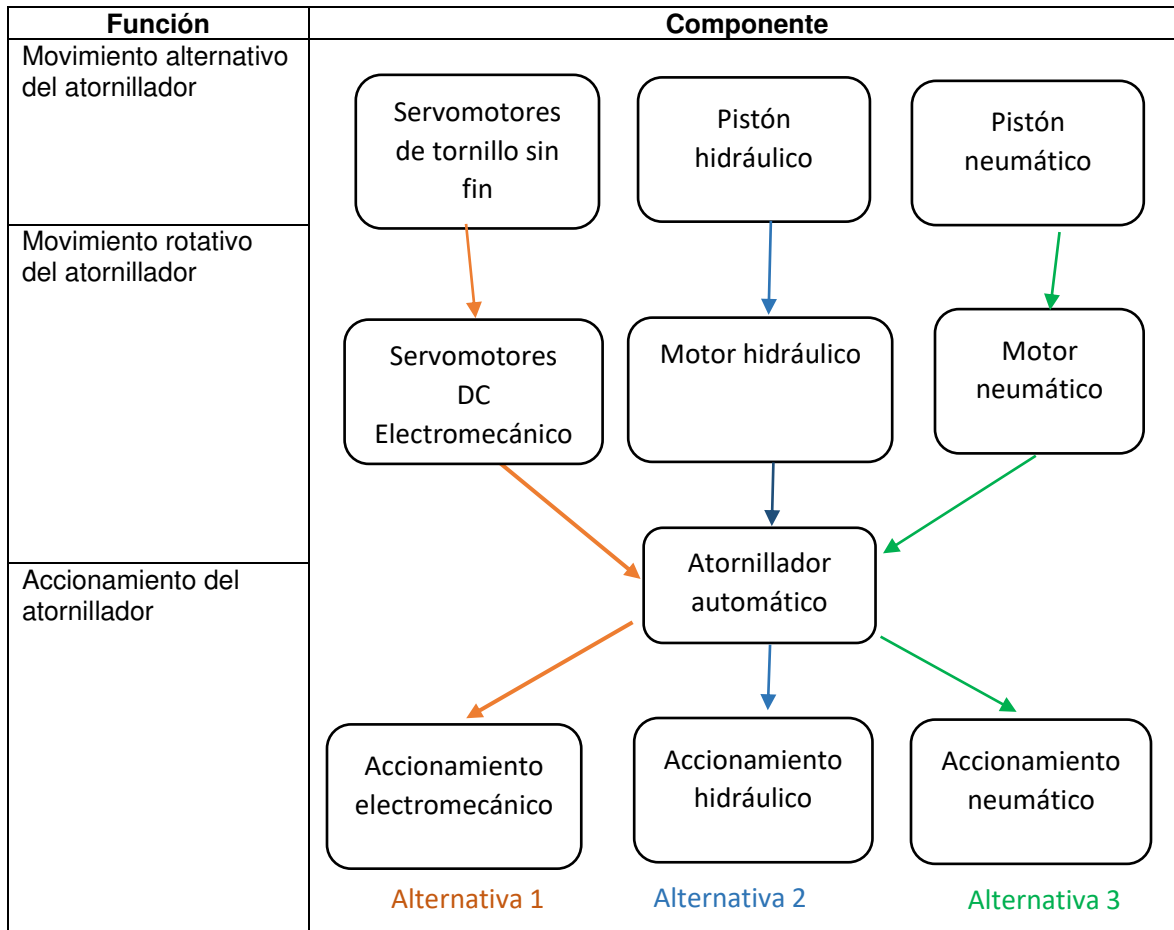 Función
Componente
Movimiento alternativo
del atornillador
Servomotores
de tornillo sin
fin
Pistón
hidráulico
Pistón
neumático
Movimiento rotativo
del atornillador
Servomotores
DC
Electromecánico
Motor hidráulico
Motor
neumático
Accionamiento del
atornillador
Atornillador
automático
Accionamiento
electromecánico
Accionamiento
hidráulico
Accionamiento
neumático
Alternativa 1
Alternativa 2
Alternativa 3